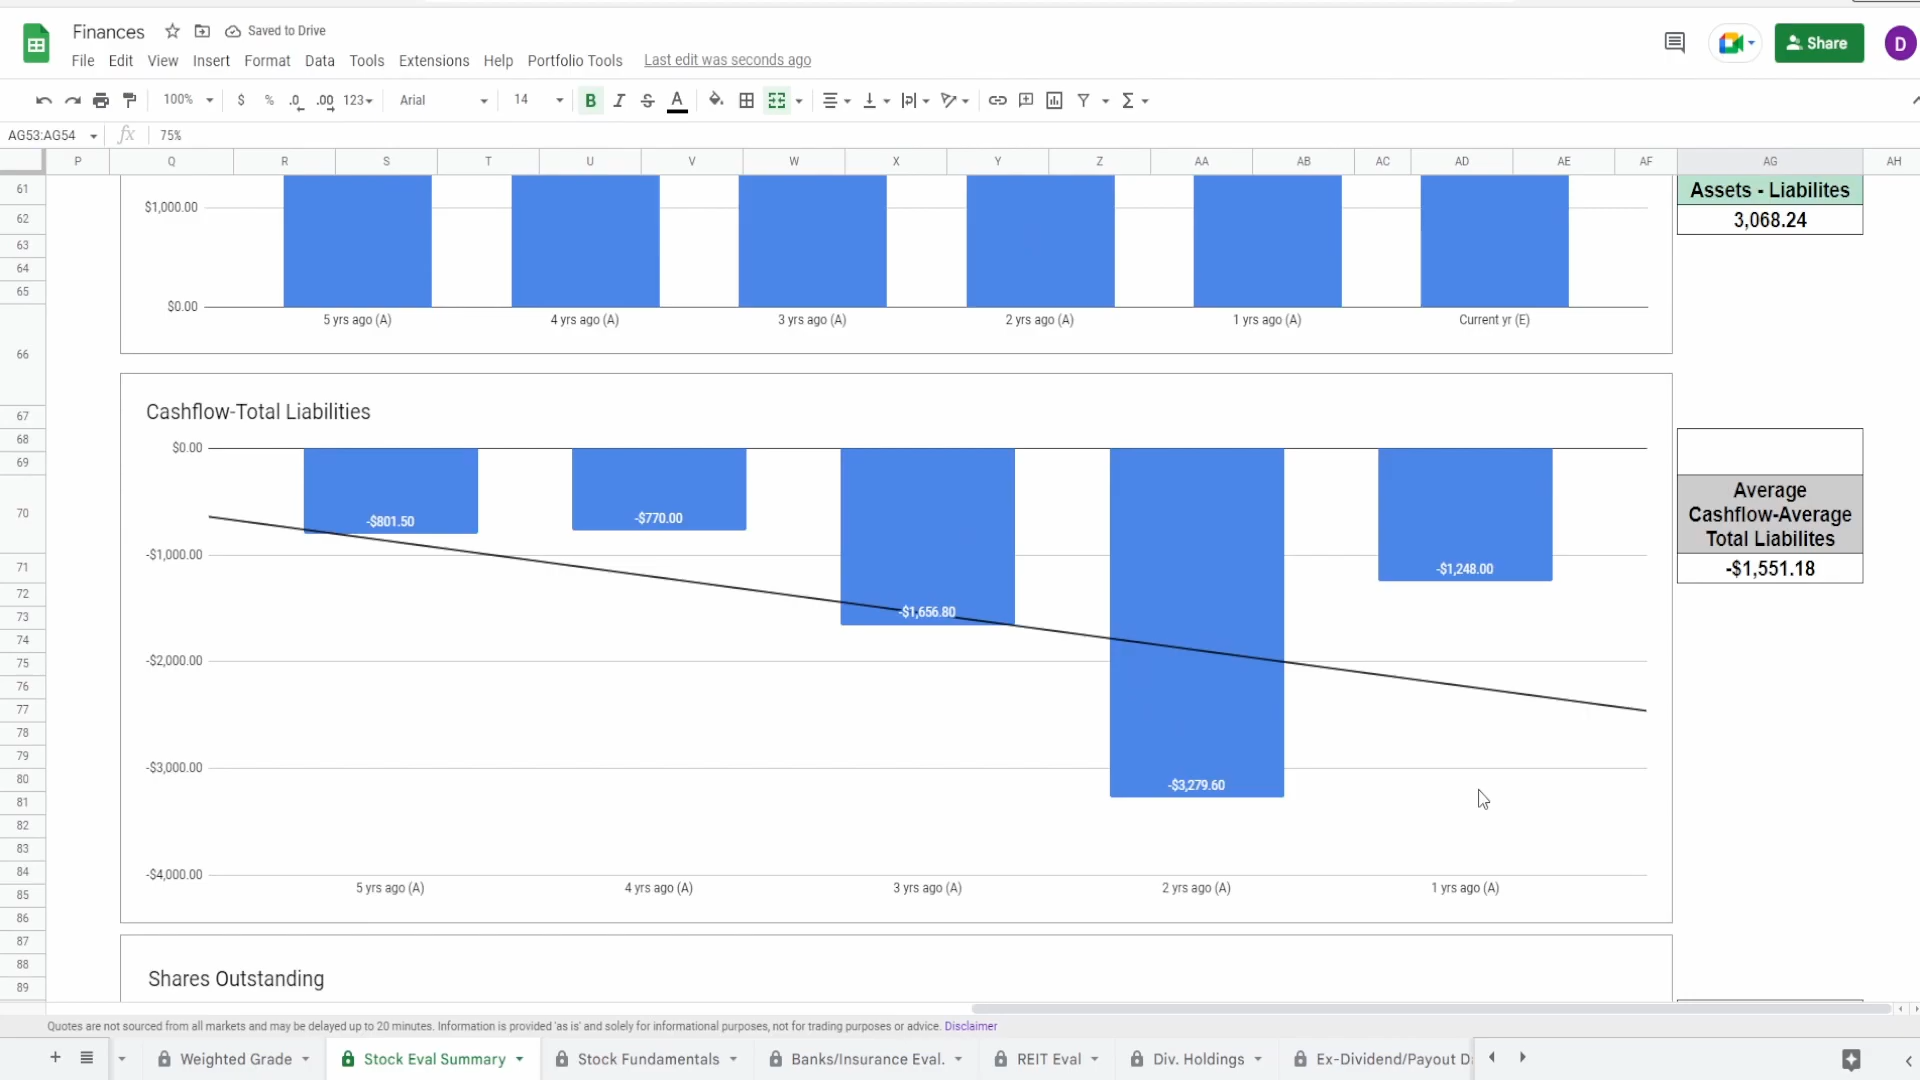 Finances Saved to Drive
File Edit View Insert Format Data Tools Extensions Help Portfolio Tools Last edit was seconds ago
Share D
100% $ % .0 .00 123 Arial 14 B I S A
AG53:AG54 fx 75%
P Q R S T U V W X Y Z AA AB AC AD AE AF AG AH
61
62
63
64
65
66
67
68
69
70
71
72
73
74
75
76
77
78
79
80
81
82
83
84
85
86
87
88
89
$1,000.00
$0.00
5 yrs ago (A) 4 yrs ago (A) 3 yrs ago (A) 2 yrs ago (A) 1 yrs ago (A) Current yr (E)
Assets - Liabilites
3,068.24
Cashflow-Total Liabilities
$0.00
-$1,000.00
-$2,000.00
-$3,000.00
-$4,000.00
-$801.50
-$770.00
-$1,656.80
-$3,279.60
-$1,248.00
5 yrs ago (A) 4 yrs ago (A) 3 yrs ago (A) 2 yrs ago (A) 1 yrs ago (A)
Average
Cashflow-Average
Total Liabilites
-$1,551.18
Shares Outstanding
Quotes are not sourced from all markets and may be delayed up to 20 minutes. Information is provided 'as is' and solely for informational purposes, not for trading purposes or advice. Disclaimer
Weighted Grade Stock Eval Summary Stock Fundamentals Banks/Insurance Eval. REIT Eval Div. Holdings Ex-Dividend/Payout D